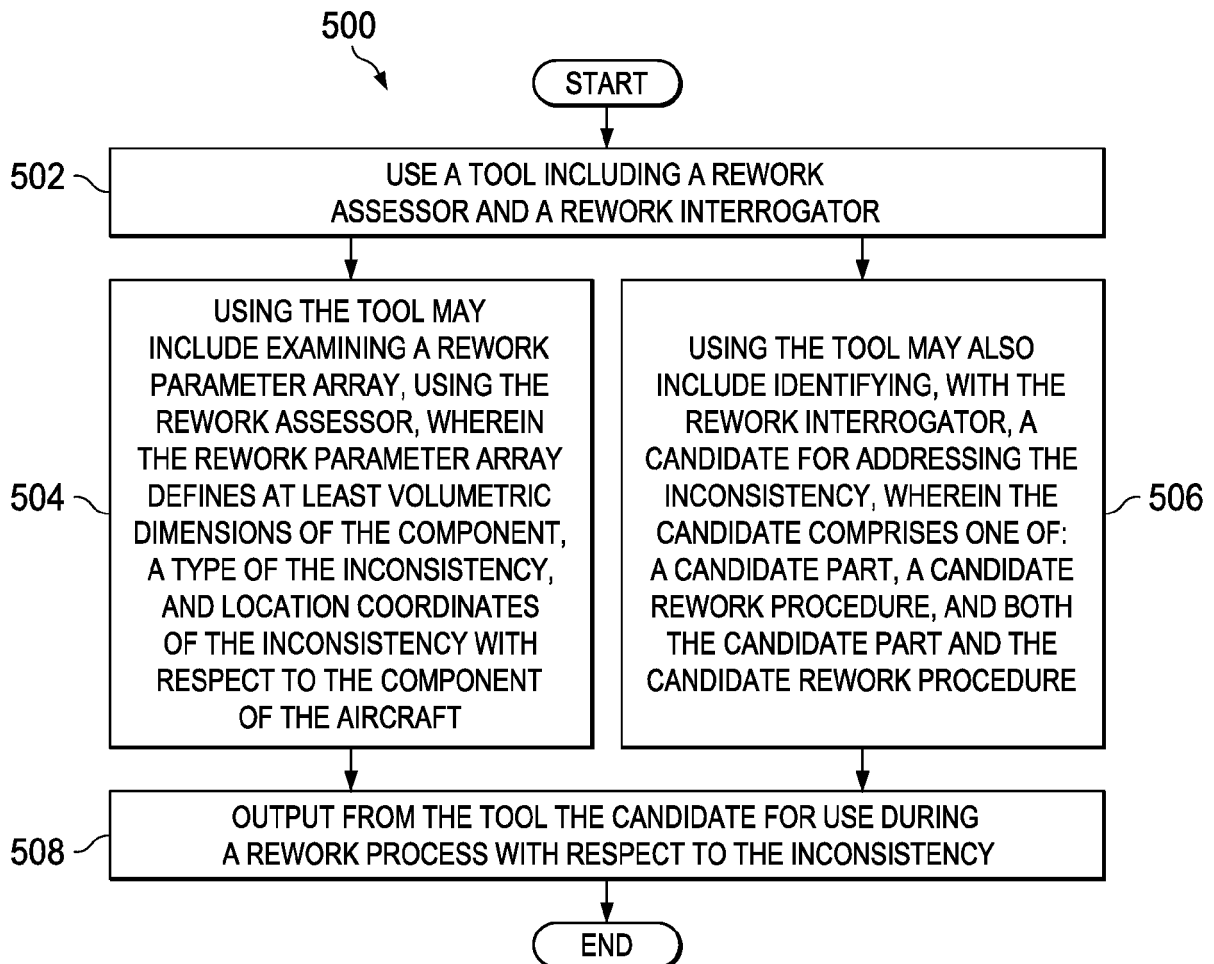 500
START
502
USE A TOOL INCLUDING A REWORK
ASSESSOR AND A REWORK INTERROGATOR
504
USING THE TOOL MAY
INCLUDE EXAMINING A REWORK
PARAMETER ARRAY, USING THE
REWORK ASSESSOR, WHEREIN
THE REWORK PARAMETER ARRAY
DEFINES AT LEAST VOLUMETRIC
DIMENSIONS OF THE COMPONENT,
A TYPE OF THE INCONSISTENCY,
AND LOCATION COORDINATES
OF THE INCONSISTENCY WITH
RESPECT TO THE COMPONENT
OF THE AIRCRAFT
USING THE TOOL MAY ALSO
INCLUDE IDENTIFYING, WITH THE
REWORK INTERROGATOR, A
CANDIDATE FOR ADDRESSING THE
INCONSISTENCY, WHEREIN THE
CANDIDATE COMPRISES ONE OF:
A CANDIDATE PART, A CANDIDATE
REWORK PROCEDURE, AND BOTH
THE CANDIDATE PART AND THE
CANDIDATE REWORK PROCEDURE
506
508
OUTPUT FROM THE TOOL THE CANDIDATE FOR USE DURING
A REWORK PROCESS WITH RESPECT TO THE INCONSISTENCY
END